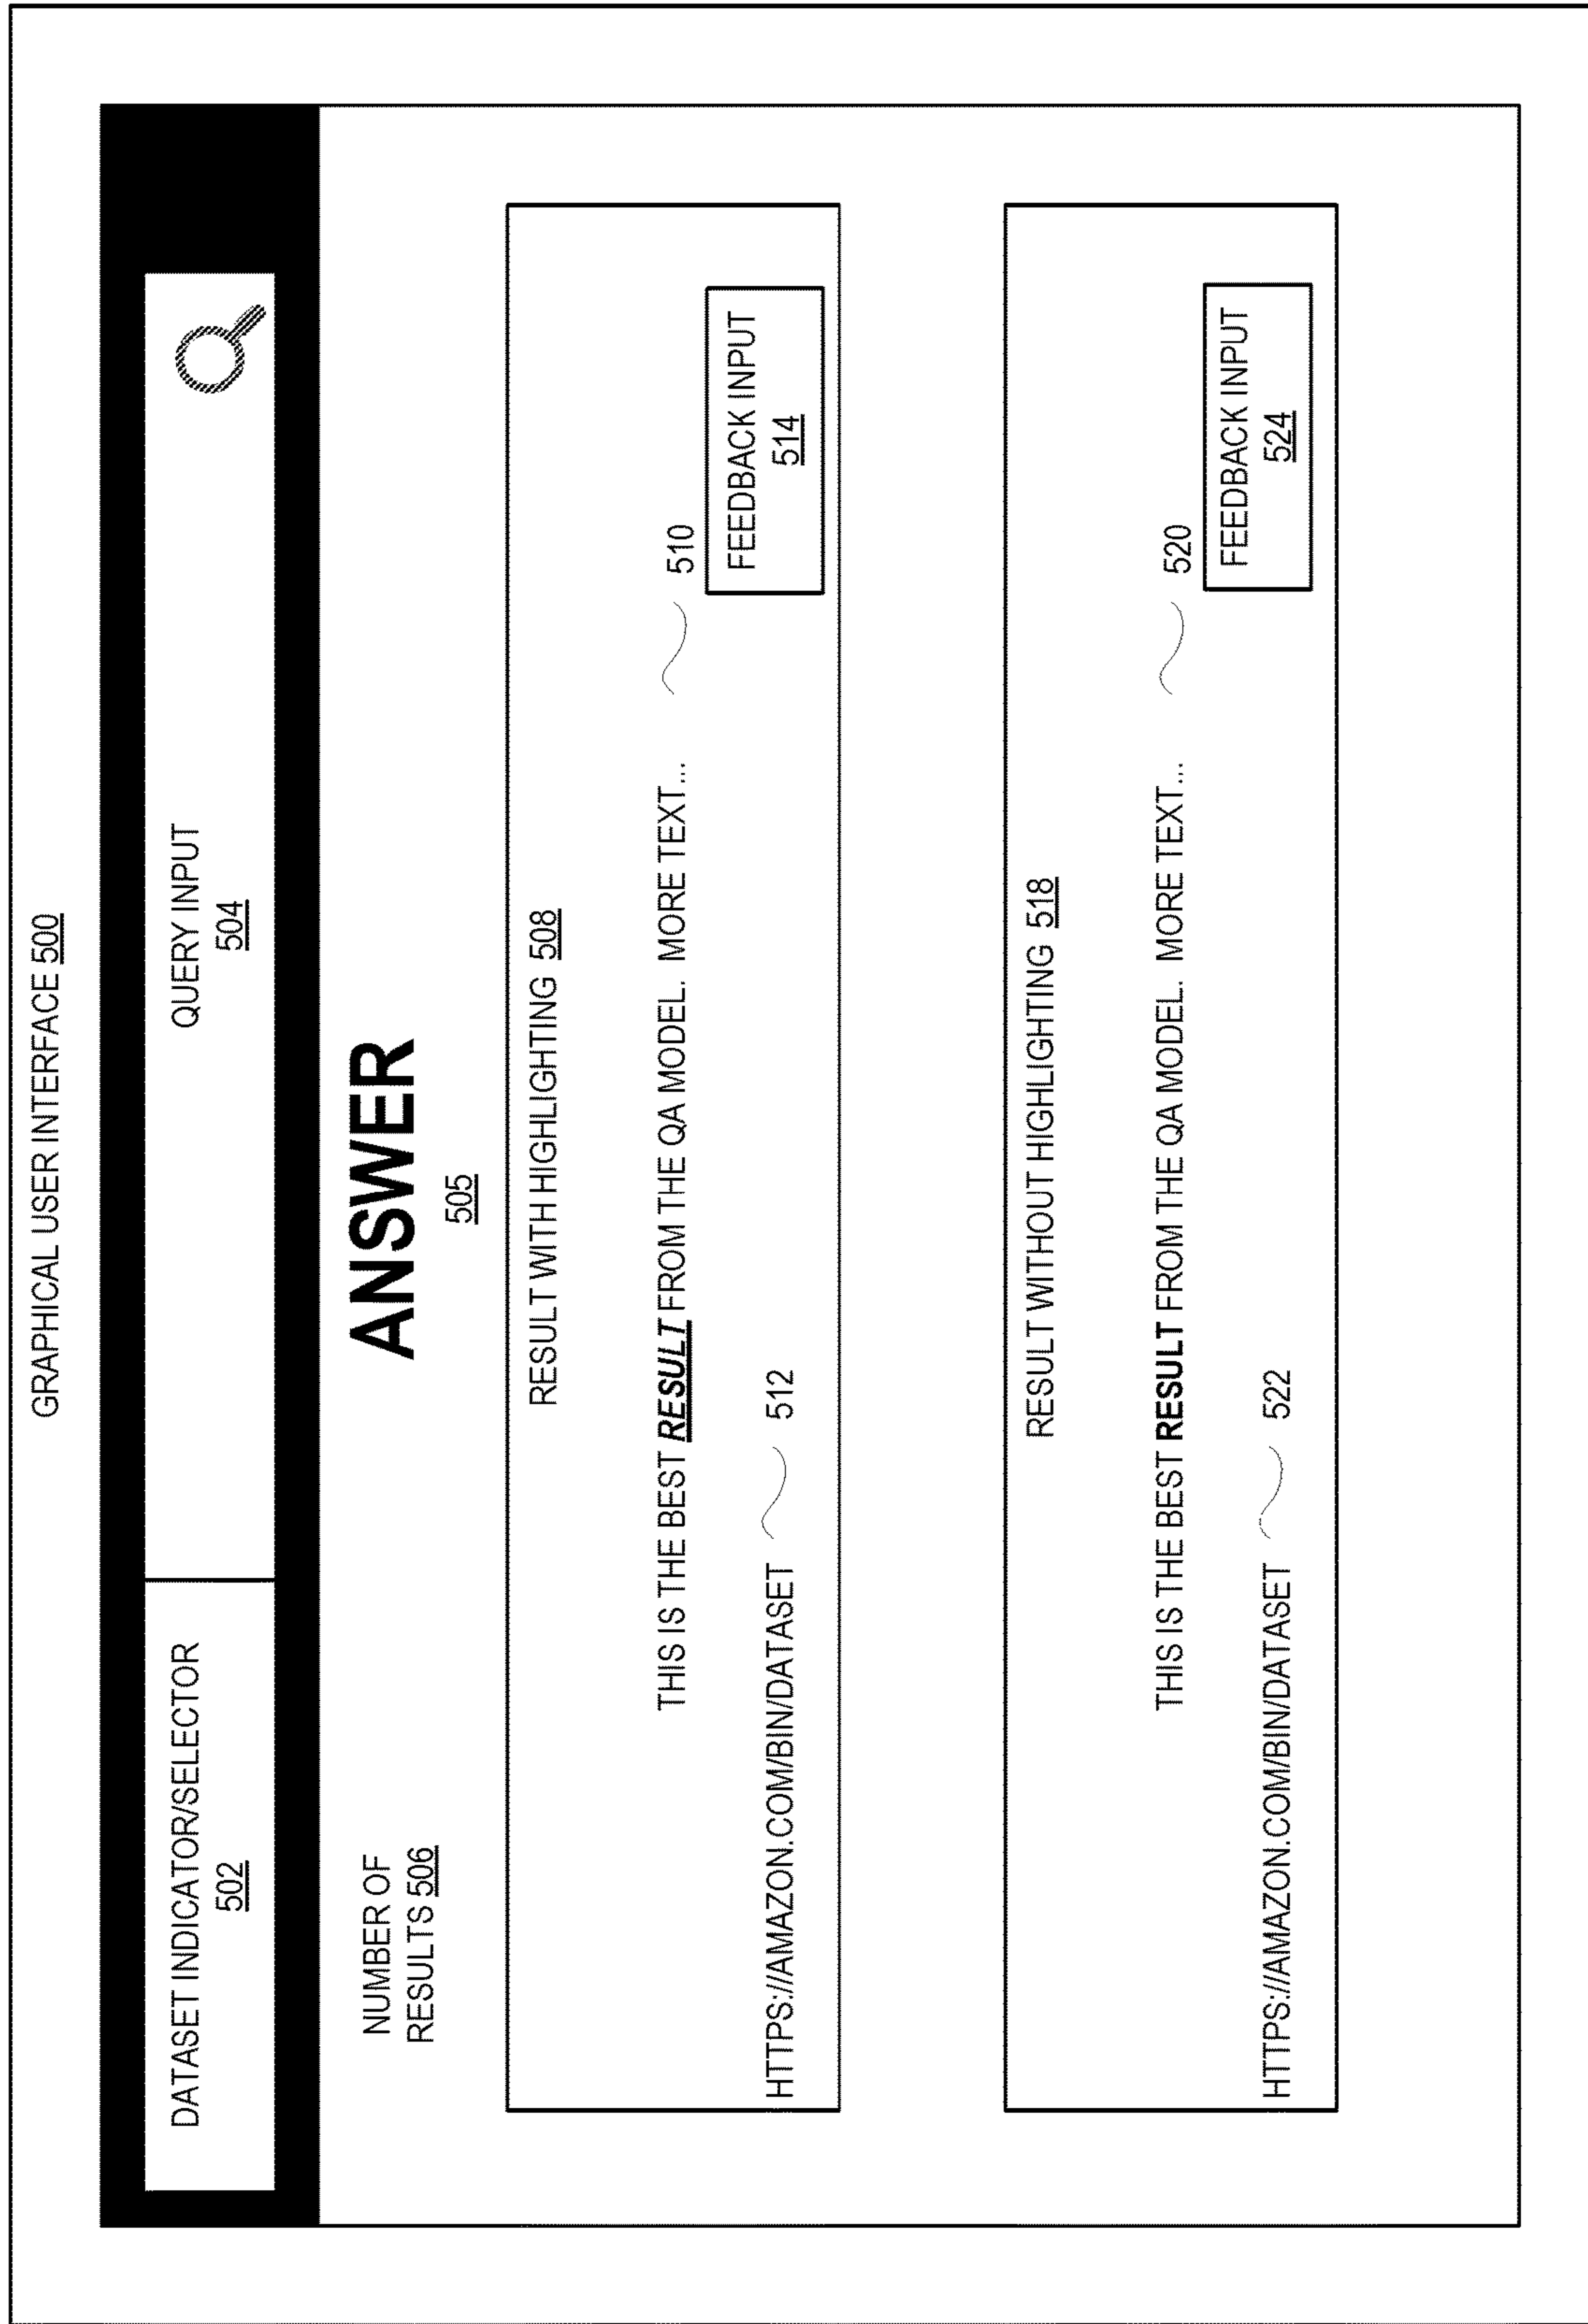 GRAPHICAL USER INTERFACE 500
DATASET INDICATOR/SELECTOR
502
QUERY INPUT
504
NUMBER OF
RESULTS 506
ANSWER
505
RESULT WITH HIGHLIGHTING 508
THIS IS THE BEST RESULT FROM THE QA MODEL. MORE TEXT... 510
HTTPS://AMAZON.COM/BIN/DATASET 512
FEEDBACK INPUT
514
RESULT WITHOUT HIGHLIGHTING 518
THIS IS THE BEST RESULT FROM THE QA MODEL. MORE TEXT... 520
HTTPS://AMAZON.COM/BIN/DATASET 522
FEEDBACK INPUT
524